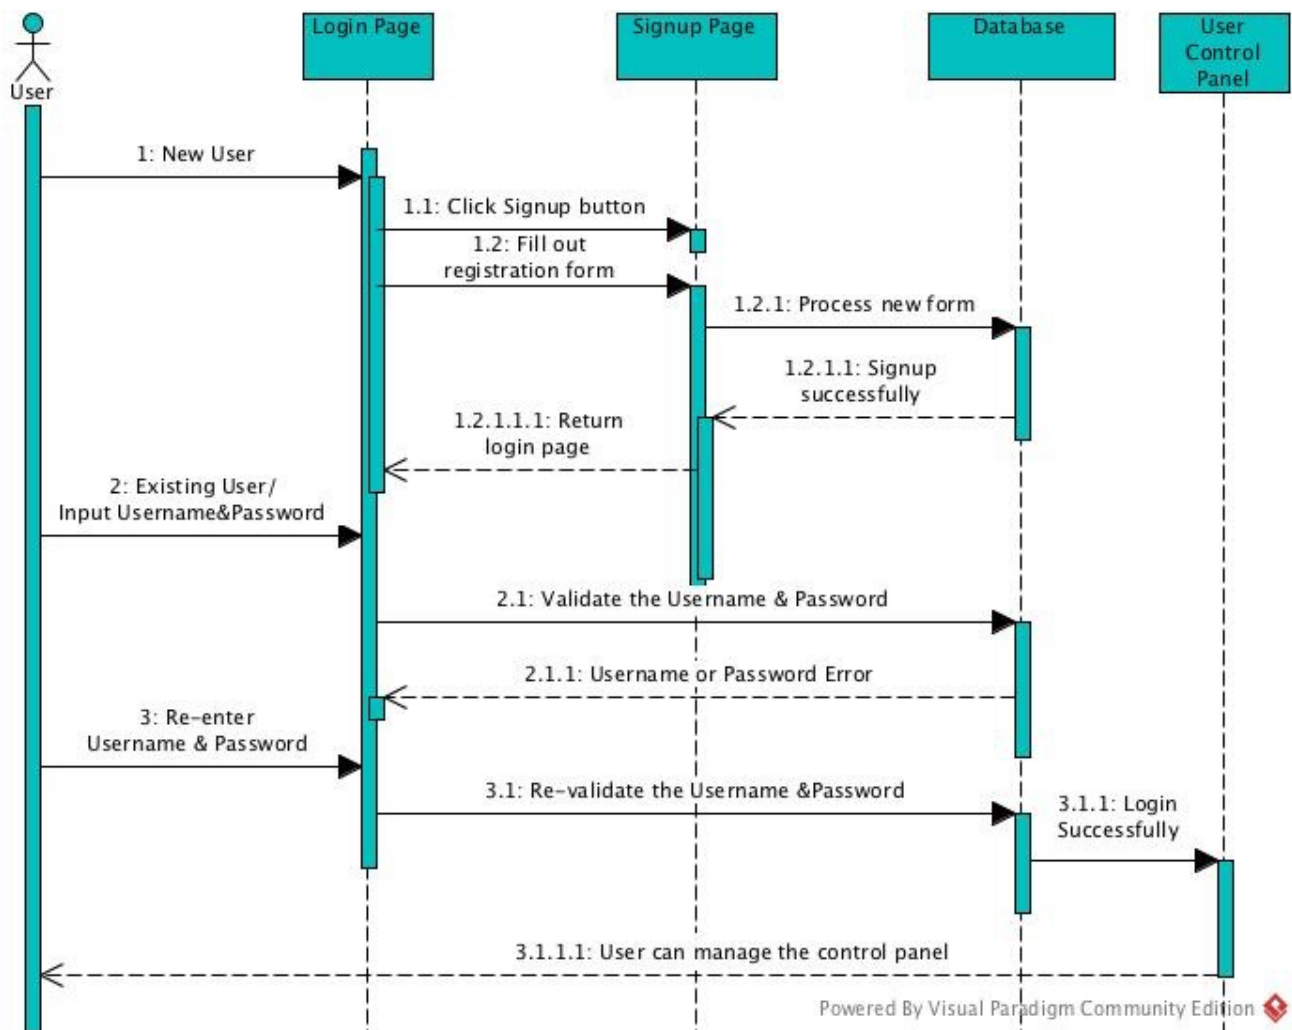 Login Page
Signup Page
Database
User
Control
Panel
User
1: New User
1.1: Click Signup button
1.2: Fill out
registration form
1.2.1: Process new form
1.2.1.1: Signup
successfully
1.2.1.1.1: Return
login page
2: Existing User/
Input Username&Password
2.1: Validate the Username & Password
2.1.1: Username or Password Error
3: Re-enter
Username & Password
3.1: Re-validate the Username &Password
3.1.1: Login
Successfully
3.1.1.1: User can manage the control panel
Powered By Visual Paradigm Community Edition